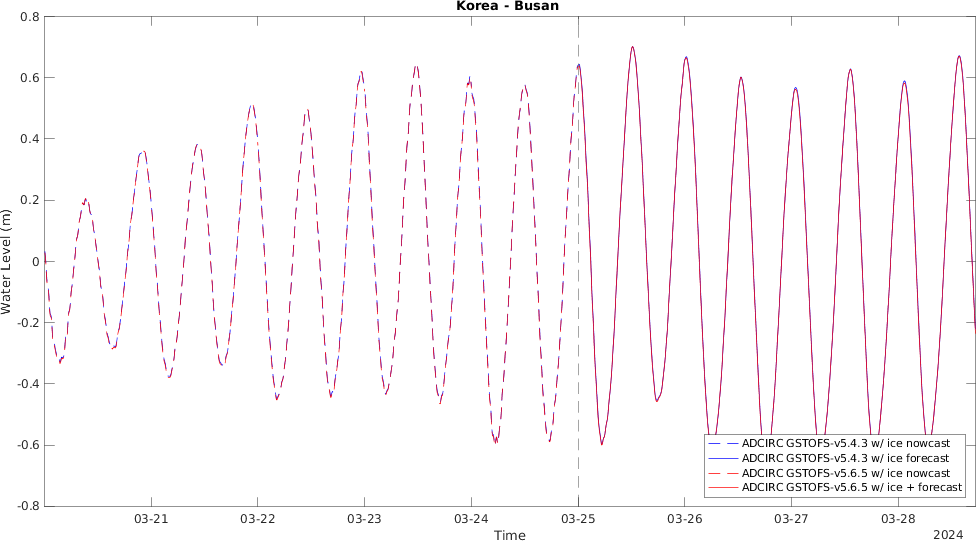 Korea - Busan
0.8
0.6
0.4
0.2
0
-0.2
-0.4
-0.6
-0.8
Water Level (m)
ADCIRC GSTOFS-v5.4.3 w/ ice nowcast
ADCIRC GSTOFS-v5.4.3 w/ ice forecast
ADCIRC GSTOFS-v5.6.5 w/ ice nowcast
ADCIRC GSTOFS-v5.6.5 w/ ice + forecast
03-21 03-22 03-23 03-24 03-25 03-26 03-27 03-28
Time
2024